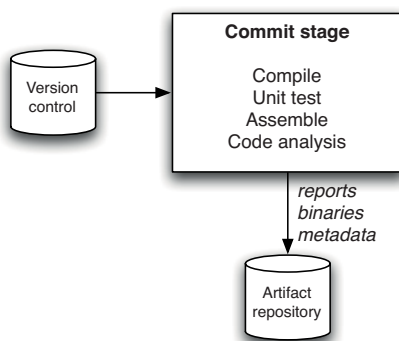 Commit stage
Compile
Unit test
Assemble
Code analysis
Version
control
reports
binaries
metadata
Artifact
repository